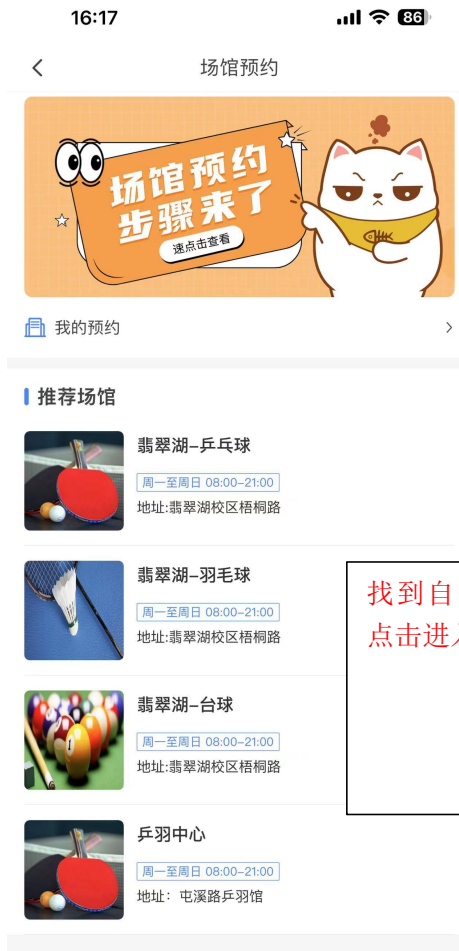 16:17
86
场馆预约
场馆预约
步骤来了
速点击查看
我的预约
推荐场馆
翡翠湖-乒乓球
周一至周日 08:00-21:00
地址:翡翠湖校区梧桐路
翡翠湖-羽毛球
周一至周日 08:00-21:00
地址:翡翠湖校区梧桐路
找到自
点击进
翡翠湖-台球
周一至周日 08:00-21:00
地址:翡翠湖校区梧桐路
乒羽中心
周一至周日 08:00-21:00
地址：屯溪路乒羽馆